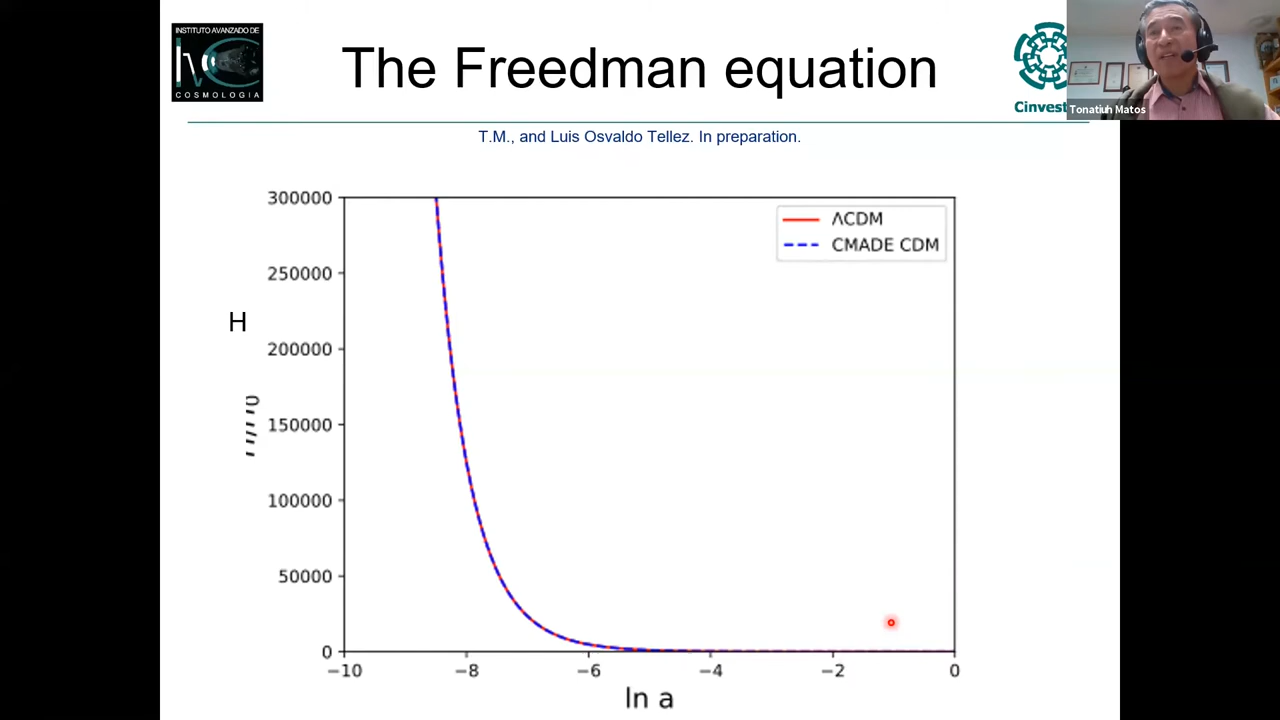 INSTITUTO AVANZADO DE
COSMOLOGIA
The Freedman equation
Cinvest
Tonatiuh Matos
T.M., and Luis Osvaldo Tellez. In preparation.
300000
250000
200000
150000
100000
50000
0
H
ΛCDM
CMADE CDM
−10
−8
−6
−4
−2
0
ln a